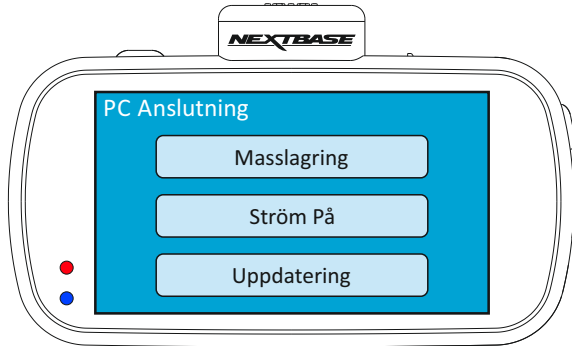 NEXTBASE
PC Anslutning
Masslagring
Ström På
Uppdatering